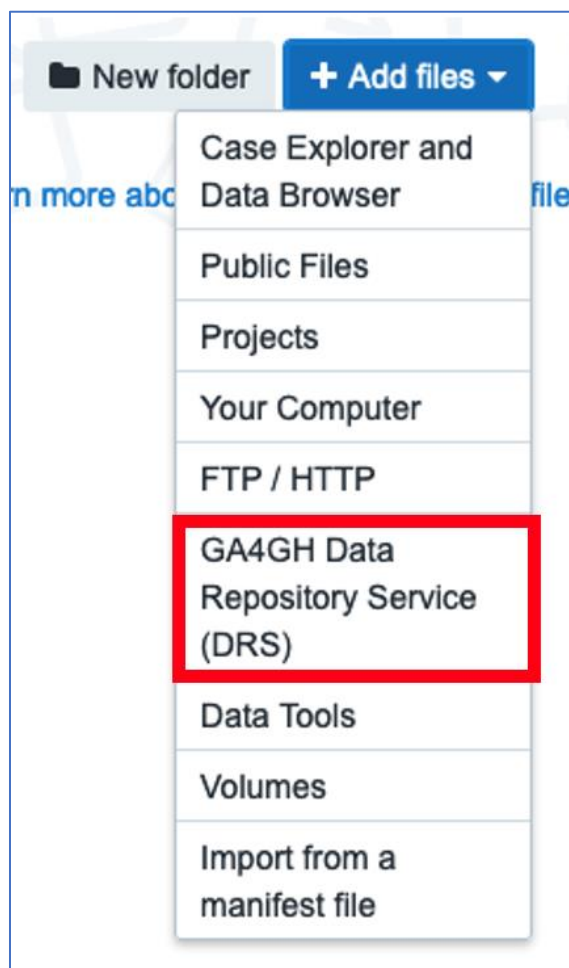 New folder
+ Add files
Case Explorer and
Data Browser
n more abo
file
Public Files
Projects
Your Computer
FTP / HTTP
GA4GH Data
Repository Service
(DRS)
Data Tools
Volumes
Import from a
manifest file